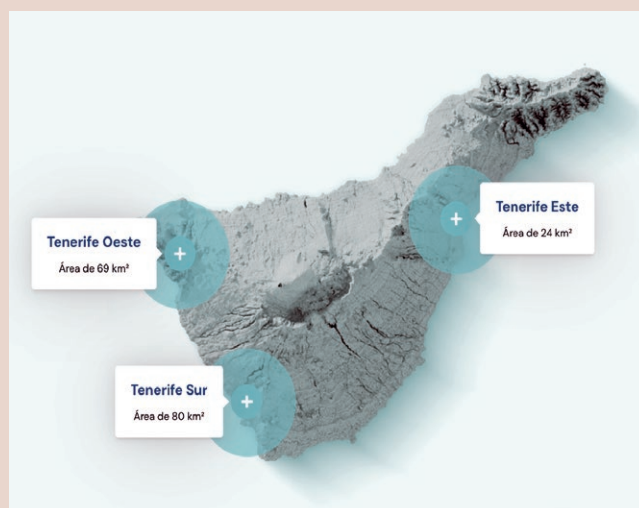 Tenerife Este
Área de 24 km²
Tenerife Oeste
Área de 69 km²
Tenerife Sur
Área de 80 km²